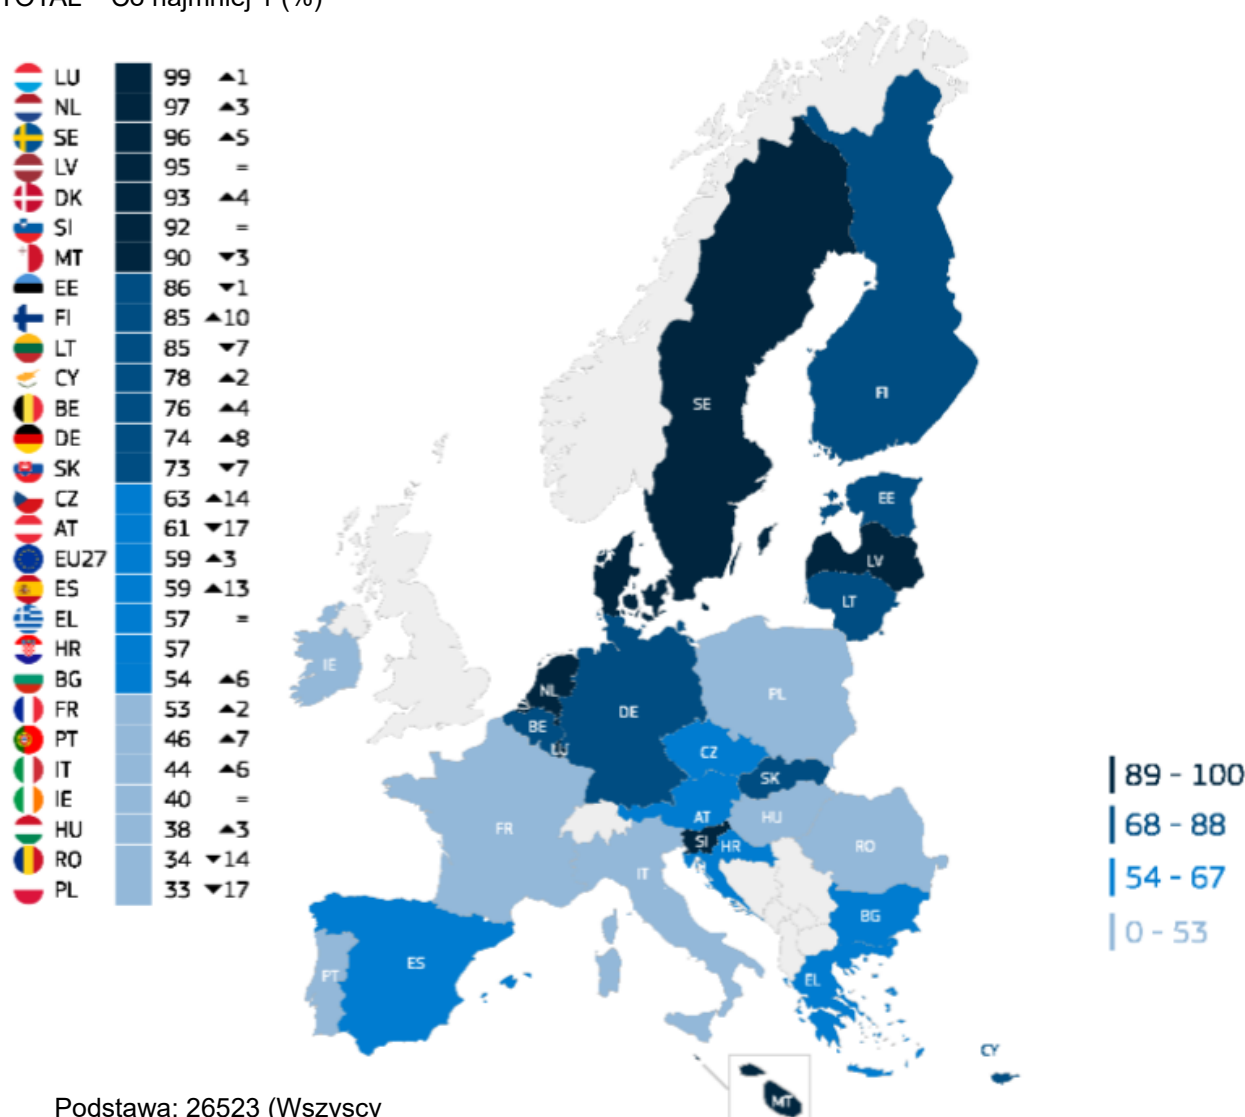 TOTAL - Co najmniej 1 (%)
LU 99 ▲1
NL 97 ▲3
SE 96 ▲5
LV 95 =
DK 93 ▲4
SI 92 =
MT 90 ▼3
EE 86 ▼1
FI 85 ▲10
LT 85 ▼7
CY 78 ▲2
BE 76 ▲4
DE 74 ▲8
SK 73 ▼7
CZ 63 ▲14
AT 61 ▼17
EU27 59 ▲3
ES 59 ▲13
EL 57 =
HR 57
BG 54 ▲6
FR 53 ▲2
PT 46 ▲7
IT 44 ▲6
IE 40 =
HU 38 ▲3
RO 34 ▼14
PL 33 ▼17
SE
FI
EE
LV
LT
IE
NL
PL
BE
DE
LU
CZ
SK
AT
HU
FR
SI
HR
RO
IT
BG
ES
PT
EL
CY
MT
89 - 100
68 - 88
54 - 67
0 - 53
Podstawa: 26523 (Wszyscy